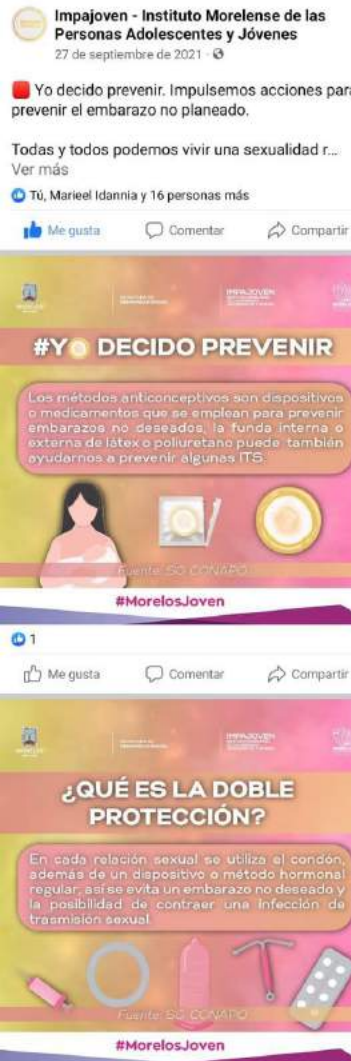 Impajoven - Instituto Morelense de las
Personas Adolescentes y Jóvenes
27 de septiembre de 2021 ·
Yo decido prevenir. Impulsemos acciones para
prevenir el embarazo no planeado.
Todas y todos podemos vivir una sexualidad r...
Ver más
Tú, Marieel Idannia y 16 personas más
Me gusta
Comentar
Compartir
IMPAJOVEN
#YO DECIDO PREVENIR
Los métodos anticonceptivos son dispositivos
o medicamentos que se emplean para prevenir
embarazos no deseados, la funda interna o
externa de látex o poliuretano puede también
ayudarnos a prevenir algunas ITS.
Fuente: SG CONAPO
#MorelosJoven
1
Me gusta
Comentar
Compartir
IMPAJOVEN
¿QUÉ ES LA DOBLE
PROTECCIÓN?
En cada relación sexual se utiliza el condón,
además de un dispositivo o método hormonal
regular, así se evita un embarazo no deseado y
la posibilidad de contraer una infección de
trasmisión sexual.
Fuente: SG CONAPO
#MorelosJoven